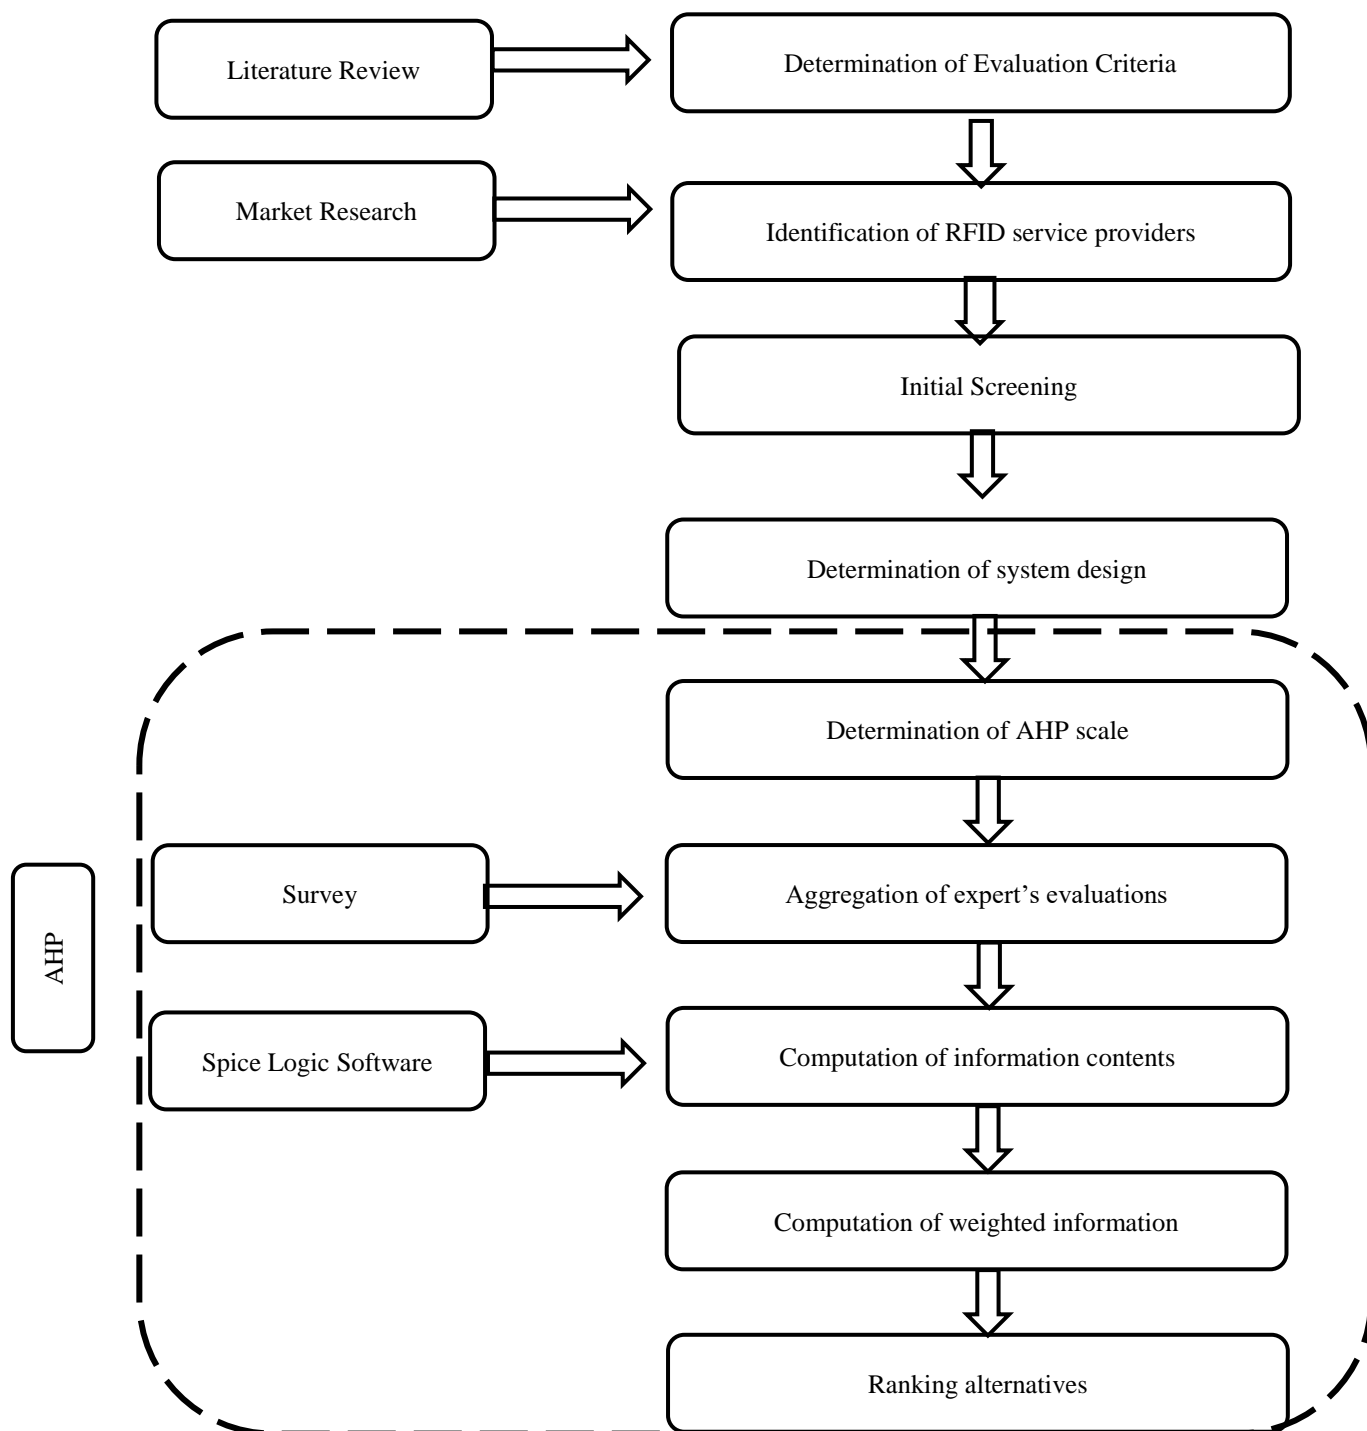 Literature Review
Determination of Evaluation Criteria
Market Research
Identification of RFID service providers
Initial Screening
Determination of system design
Determination of AHP scale
AHP
Survey
Aggregation of expert’s evaluations
Spice Logic Software
Computation of information contents
Computation of weighted information
Ranking alternatives